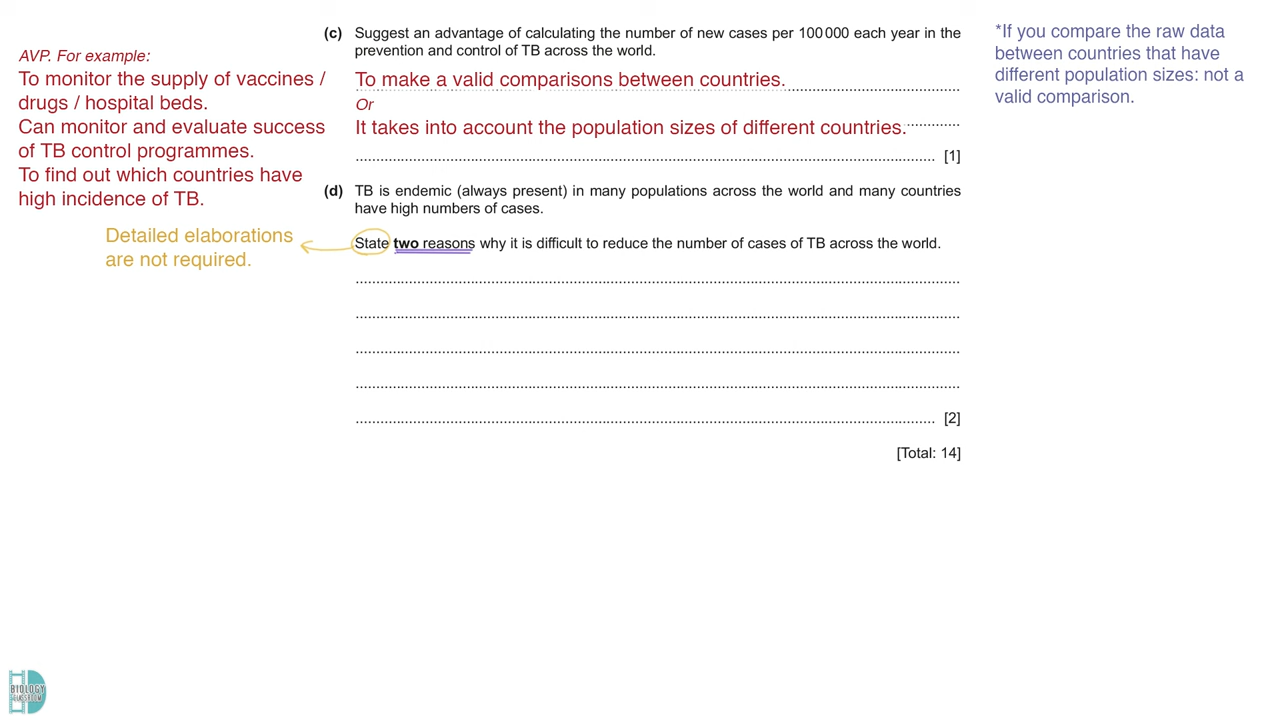 (c) Suggest an advantage of calculating the number of new cases per 100 000 each year in the
prevention and control of TB across the world.
AVP. For example:
To monitor the supply of vaccines /
drugs / hospital beds.
Can monitor and evaluate success
of TB control programmes.
To find out which countries have
high incidence of TB.
To make a valid comparisons between countries.
Or
It takes into account the population sizes of different countries.
[1]
*If you compare the raw data
between countries that have
different population sizes: not a
valid comparison.
(d) TB is endemic (always present) in many populations across the world and many countries
have high numbers of cases.
State two reasons why it is difficult to reduce the number of cases of TB across the world.
Detailed elaborations
are not required.
[2]
[Total: 14]
BIOLOGY
CLASSROOM